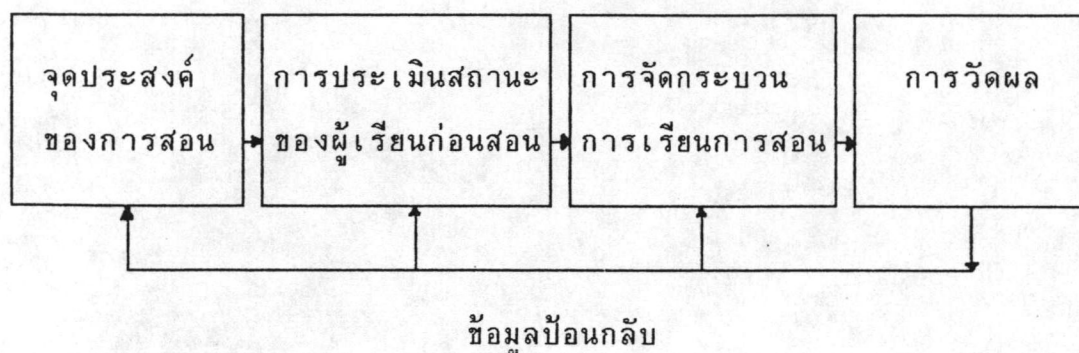 จุดประสงค์
ของการสอน
การประเมินสถานะ
ของผู้เรียนก่อนสอน
การจัดกระบวน
การเรียนการสอน
การวัดผล
ข้อมูลป้อนกลับ